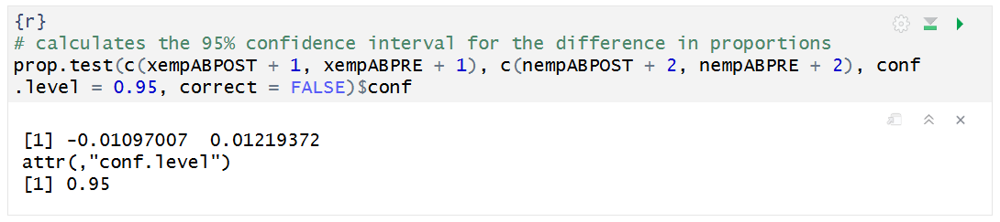 {r}
# calculates the 95% confidence interval for the difference in proportions
prop.test(c(xempABPOST + 1, xempABPRE + 1), c(nempABPOST + 2, nempABPRE + 2), conf
.level = 0.95, correct = FALSE)$conf
[1] -0.01097007  0.01219372
attr(,"conf.level")
[1] 0.95